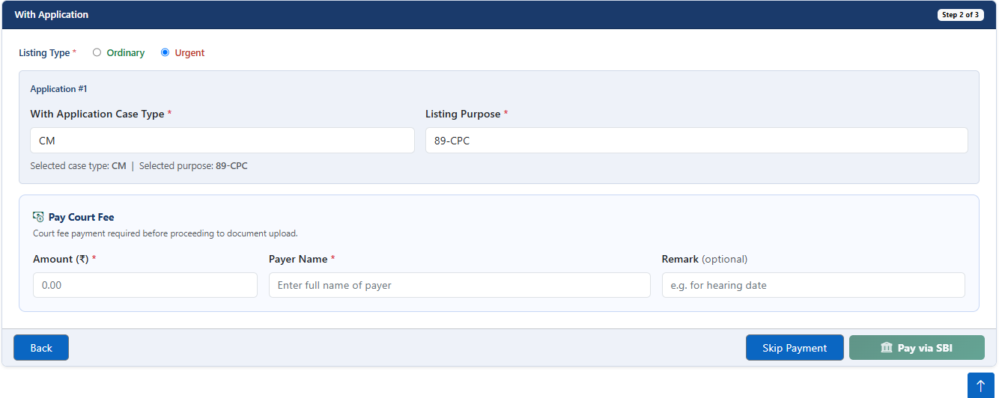 With Application Step 2 of 3
Listing Type * Ordinary Urgent
Application #1
With Application Case Type * Listing Purpose *
CM 89-CPC
Selected case type: CM | Selected purpose: 89-CPC
Pay Court Fee
Court fee payment required before proceeding to document upload.
Amount (₹) * Payer Name * Remark (optional)
0.00 Enter full name of payer e.g. for hearing date
Back Skip Payment Pay via SBI